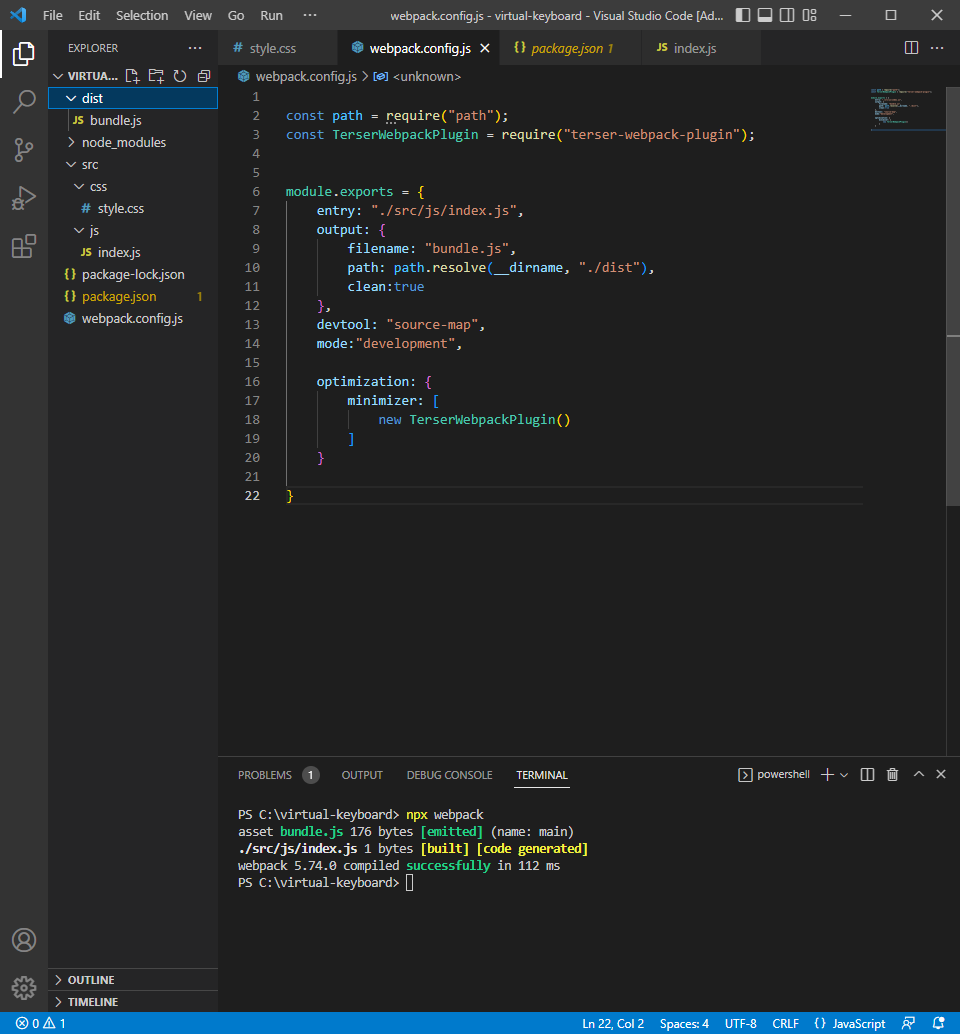 File Edit Selection View Go Run ··· webpack.config.js - virtual-keyboard - Visual Studio Code [Ad...
EXPLORER ···
# style.css webpack.config.js {} package.json 1 JS index.js ···
VIRTUA...
webpack.config.js > <unknown>
dist
JS bundle.js
node_modules
src
css
# style.css
js
JS index.js
{} package-lock.json
{} package.json 1
webpack.config.js
1
2 const path = require("path");
3 const TerserWebpackPlugin = require("terser-webpack-plugin");
4
5
6 module.exports = {
7 entry: "./src/js/index.js",
8 output: {
9 filename: "bundle.js",
10 path: path.resolve(__dirname, "./dist"),
11 clean:true
12 },
13 devtool: "source-map",
14 mode:"development",
15
16 optimization: {
17 minimizer: [
18 new TerserWebpackPlugin()
19 ]
20 }
21
22 }
PROBLEMS 1 OUTPUT DEBUG CONSOLE TERMINAL powershell
PS C:\virtual-keyboard> npx webpack
asset bundle.js 176 bytes [emitted] (name: main)
./src/js/index.js 1 bytes [built] [code generated]
webpack 5.74.0 compiled successfully in 112 ms
PS C:\virtual-keyboard>
OUTLINE
TIMELINE
0 1 Ln 22, Col 2 Spaces: 4 UTF-8 CRLF {} JavaScript